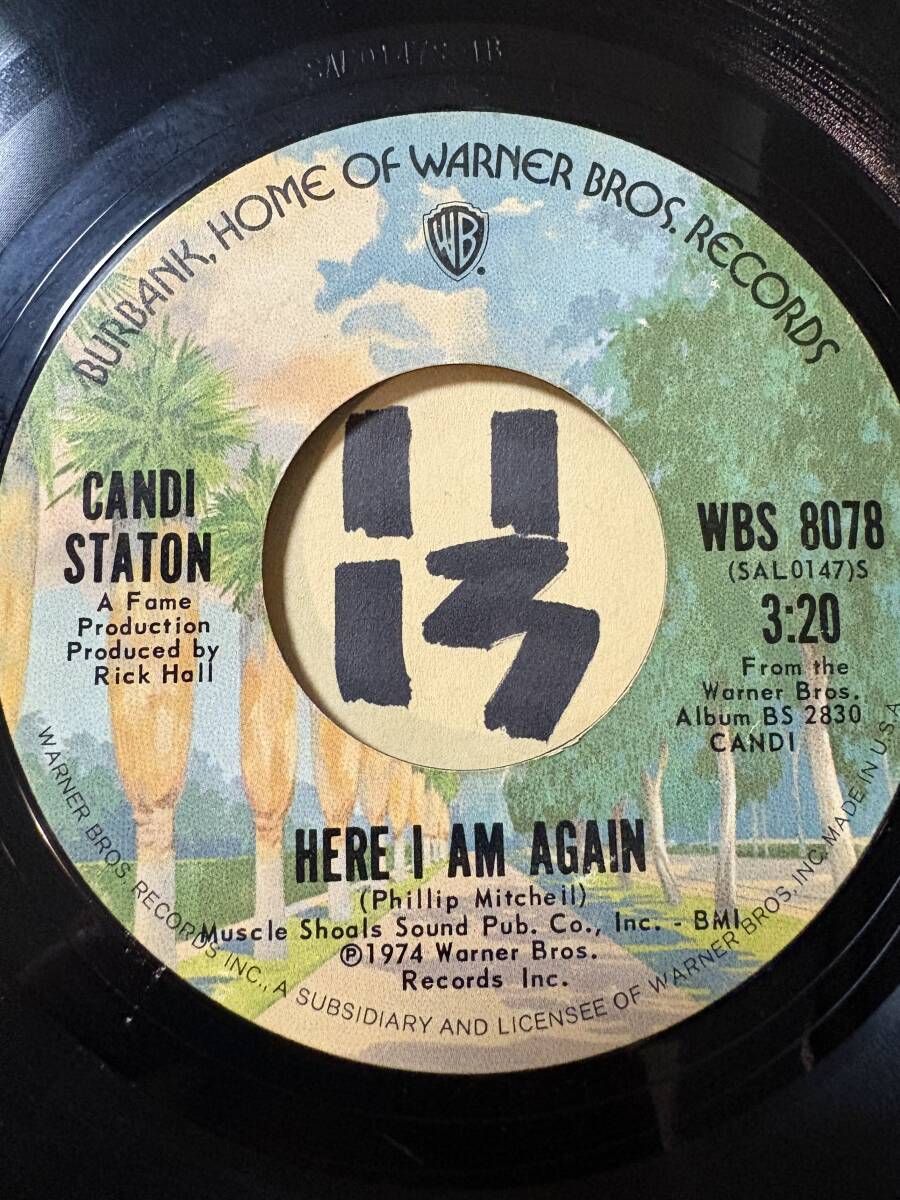 SAL0147S 1B
BURBANK, HOME OF WARNER BROS. RECORDS
WB
CANDI
STATON
A Fame
Production
Produced by
Rick Hall
WBS 8078
(SAL0147)S
3:20
From the
Warner Bros.
Album BS 2830
CANDI
HERE I AM AGAIN
(Phillip Mitchell)
Muscle Shoals Sound Pub. Co., Inc. - BMI
℗1974 Warner Bros.
Records Inc.
WARNER BROS. RECORDS INC., A SUBSIDIARY AND LICENSEE OF WARNER BROS, INC. MADE IN U.S.A